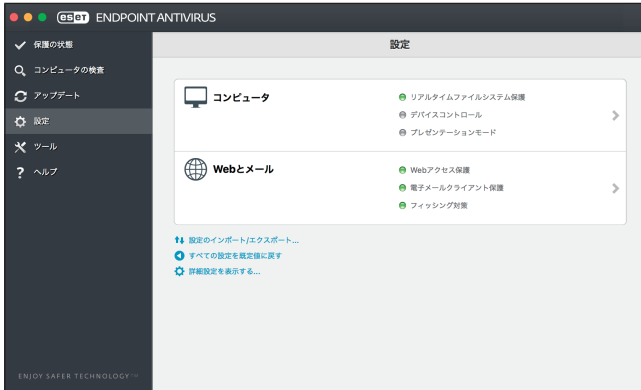 eset ENDPOINT ANTIVIRUS
保護の状態
コンピュータの検査
アップデート
設定
ツール
? ヘルプ
設定
コンピュータ
リアルタイムファイルシステム保護
デバイスコントロール
プレゼンテーションモード
Webとメール
Webアクセス保護
電子メールクライアント保護
フィッシング対策
設定のインポート/エクスポート...
すべての設定を既定値に戻す
詳細設定を表示する...
ENJOY SAFER TECHNOLOGY™